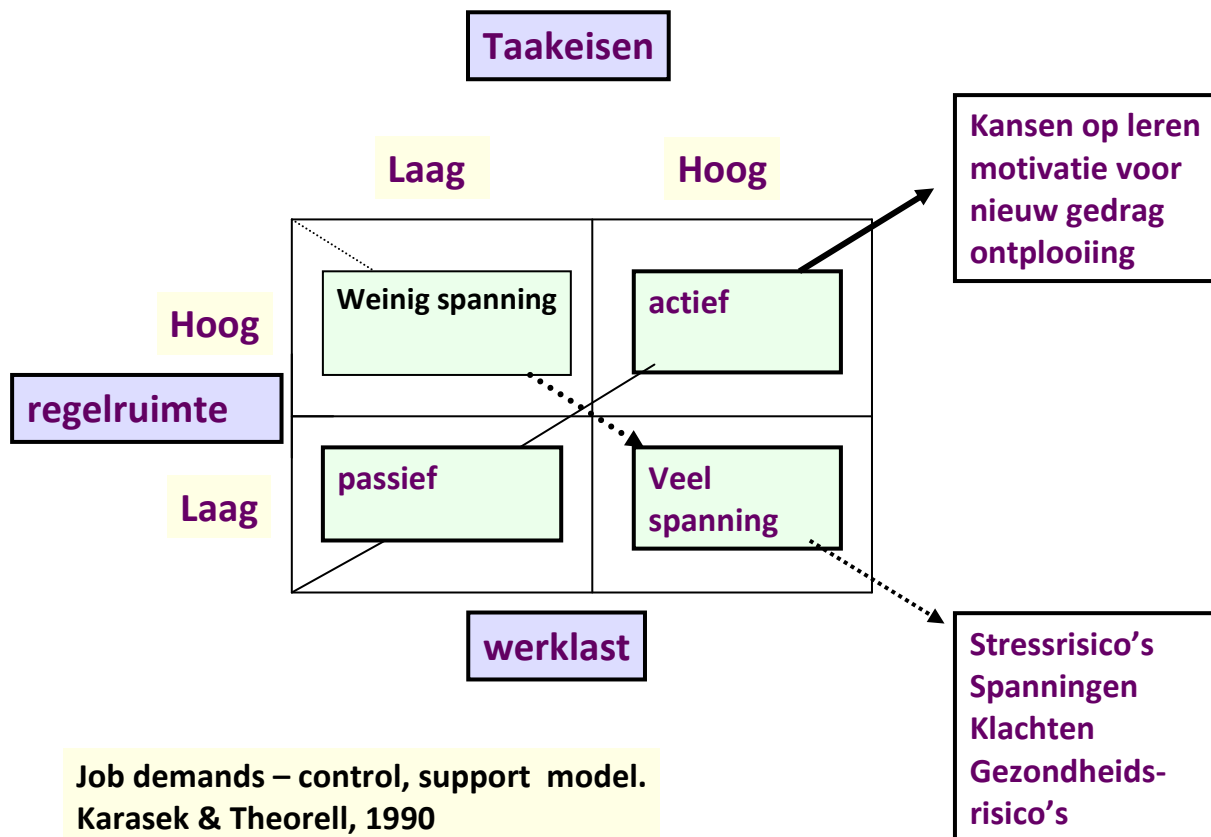 Taakeisen
Laag
Hoog
Kansen op leren
motivatie voor
nieuw gedrag
ontplooiing
Hoog
Weinig spanning
actief
regelruimte
Laag
passief
Veel
spanning
werklast
Stressrisico’s
Spanningen
Klachten
Gezondheids-
risico’s
Job demands – control, support model.
Karasek & Theorell, 1990